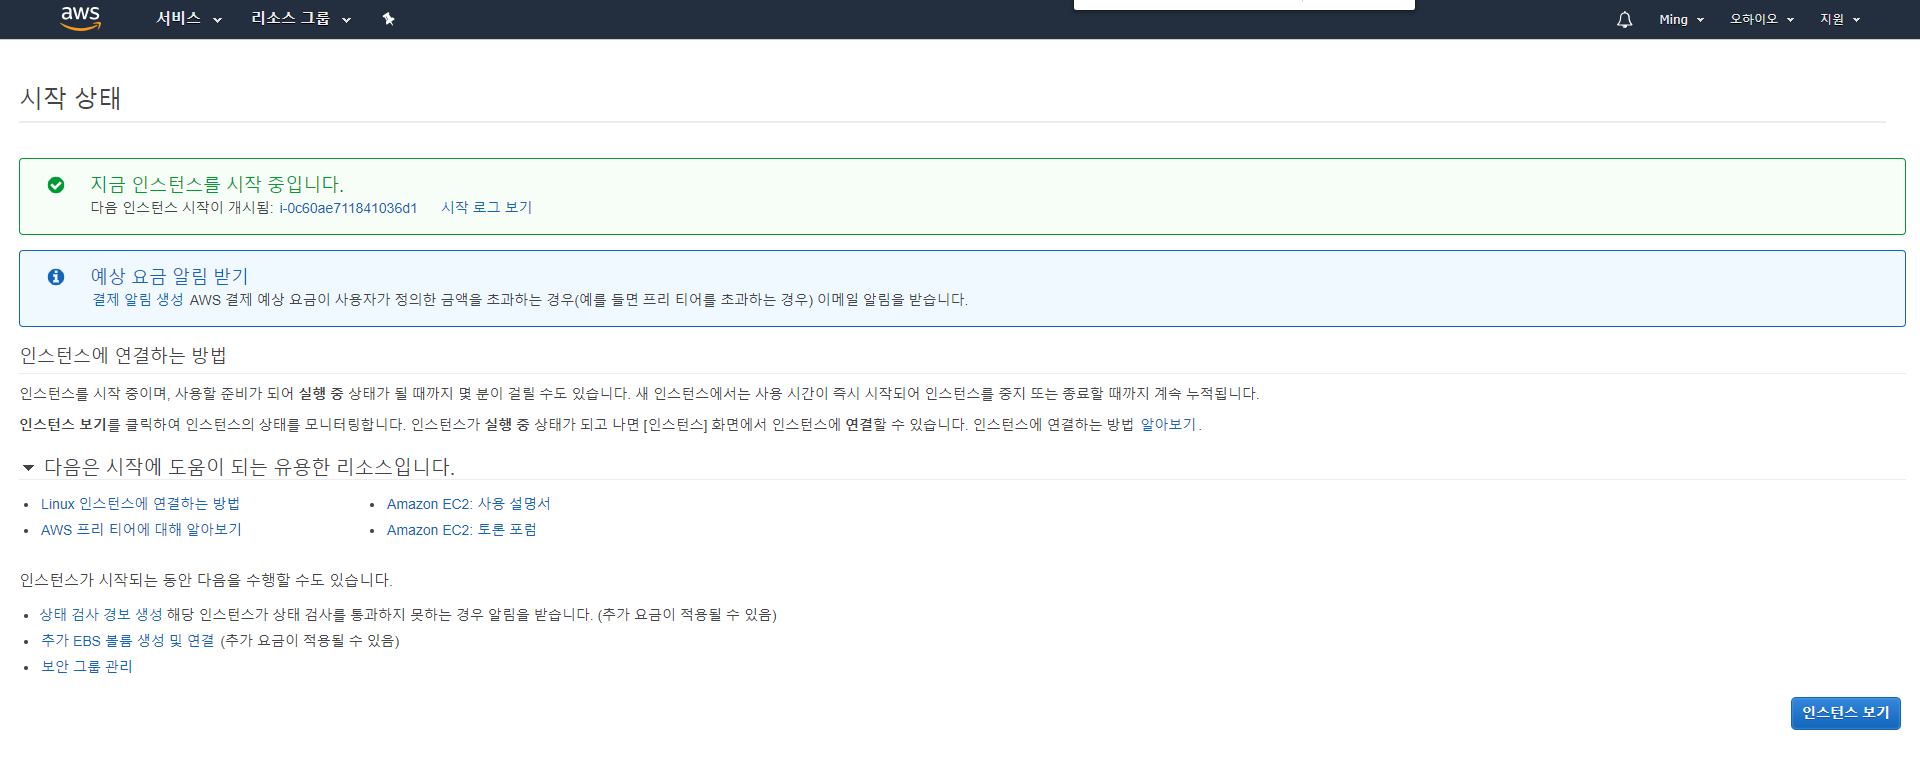 aws 서비스 리소스 그룹 Ming 오하이오 지원
시작 상태
지금 인스턴스를 시작 중입니다.
다음 인스턴스 시작이 개시됨: i-0c60ae711841036d1 시작 로그 보기
예상 요금 알림 받기
결제 알림 생성 AWS 결제 예상 요금이 사용자가 정의한 금액을 초과하는 경우(예를 들면 프리 티어를 초과하는 경우) 이메일 알림을 받습니다.
인스턴스에 연결하는 방법
인스턴스를 시작 중이며, 사용할 준비가 되어 실행 중 상태가 될 때까지 몇 분이 걸릴 수도 있습니다. 새 인스턴스에서는 사용 시간이 즉시 시작되어 인스턴스를 중지 또는 종료할 때까지 계속 누적됩니다.
인스턴스 보기를 클릭하여 인스턴스의 상태를 모니터링합니다. 인스턴스가 실행 중 상태가 되고 나면 [인스턴스] 화면에서 인스턴스에 연결할 수 있습니다. 인스턴스에 연결하는 방법 알아보기.
다음은 시작에 도움이 되는 유용한 리소스입니다.
• Linux 인스턴스에 연결하는 방법 • Amazon EC2: 사용 설명서
• AWS 프리 티어에 대해 알아보기 • Amazon EC2: 토론 포럼
인스턴스가 시작되는 동안 다음을 수행할 수도 있습니다.
• 상태 검사 경보 생성 해당 인스턴스가 상태 검사를 통과하지 못하는 경우 알림을 받습니다. (추가 요금이 적용될 수 있음)
• 추가 EBS 볼륨 생성 및 연결 (추가 요금이 적용될 수 있음)
• 보안 그룹 관리
인스턴스 보기